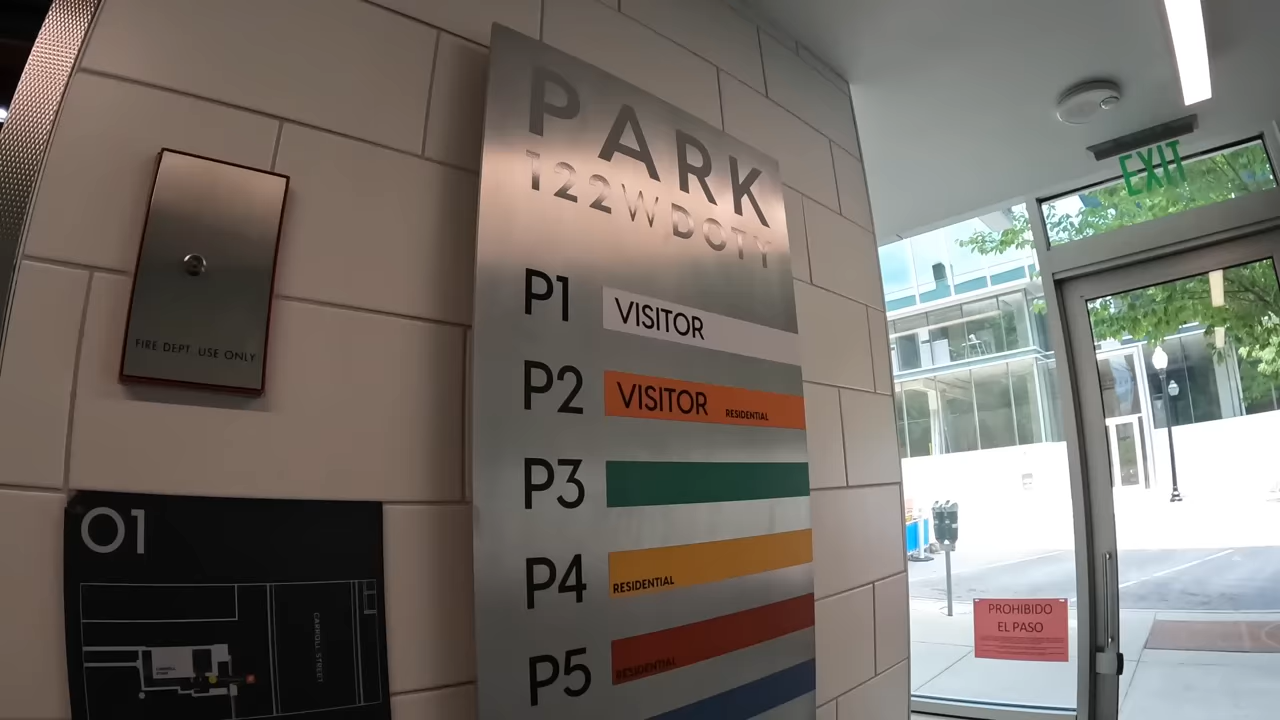 PARK
122 W DOTY
P1 VISITOR
P2 VISITOR RESIDENTIAL
P3
P4 RESIDENTIAL
P5 RESIDENTIAL
FIRE DEPT. USE ONLY
01
CARROLL STREET
EXIT
PROHIBIDO
EL PASO